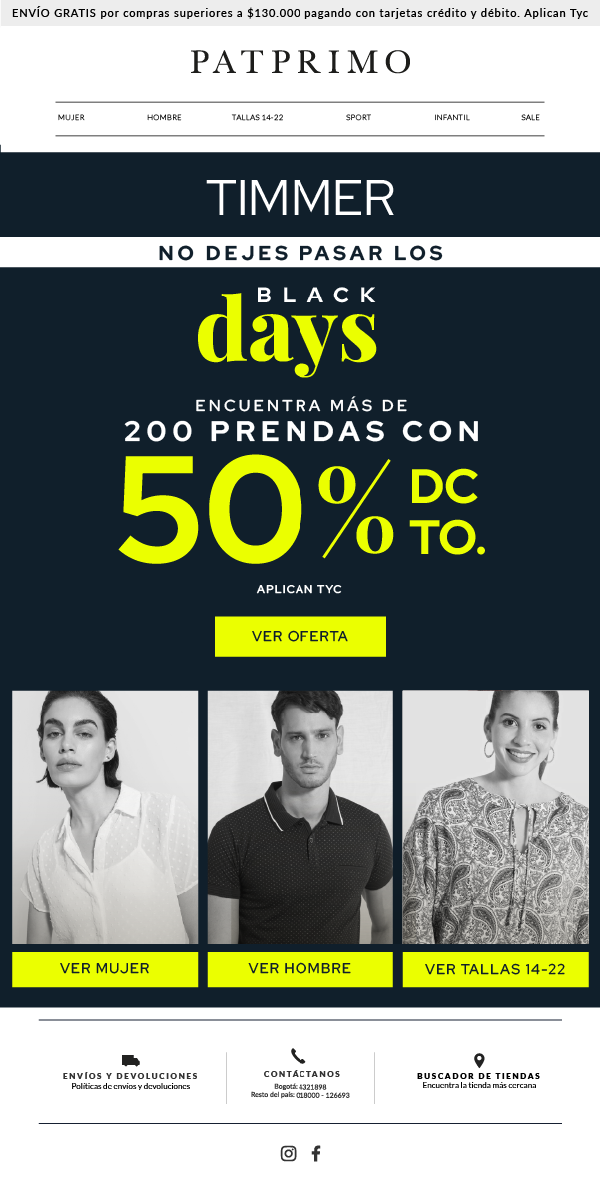 ENVÍO GRATIS por compras superiores a $130.000 pagando con tarjetas crédito y débito. Aplican Tyc
PATPRIMO
MUJER HOMBRE TALLAS 14-22 SPORT INFANTIL SALE
TIMMER
NO DEJES PASAR LOS
BLACK
days
ENCUENTRA MÁS DE
200 PRENDAS CON
50% DC
TO.
APLICAN TYC
VER OFERTA
VER MUJER VER HOMBRE VER TALLAS 14-22
ENVÍOS Y DEVOLUCIONES
Políticas de envíos y devoluciones
CONTÁCTANOS
Bogotá: 4321898
Resto del país: 018000 - 126693
BUSCADOR DE TIENDAS
Encuentra la tienda más cercana